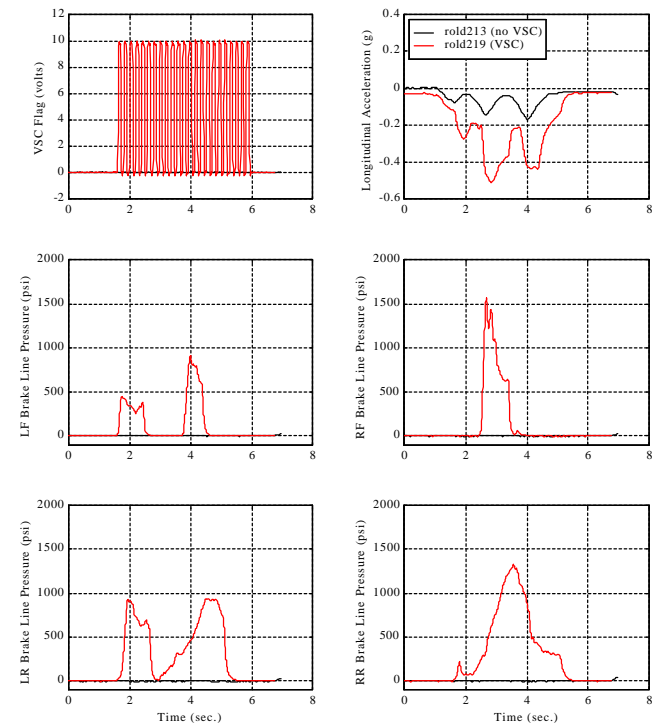 12
10
8
6
4
2
0
-2
VSC Flag (volts)
0 2 4 6 8
0.4
0.2
0
-0.2
-0.4
-0.6
Longitudinal Acceleration (g)
rold213 (no VSC)
rold219 (VSC)
0 2 4 6 8
2000
1500
1000
500
0
LF Brake Line Pressure (psi)
0 2 4 6 8
2000
1500
1000
500
0
RF Brake Line Pressure (psi)
0 2 4 6 8
2000
1500
1000
500
0
LR Brake Line Pressure (psi)
0 2 4 6 8
Time (sec.)
2000
1500
1000
500
0
RR Brake Line Pressure (psi)
0 2 4 6 8
Time (sec.)